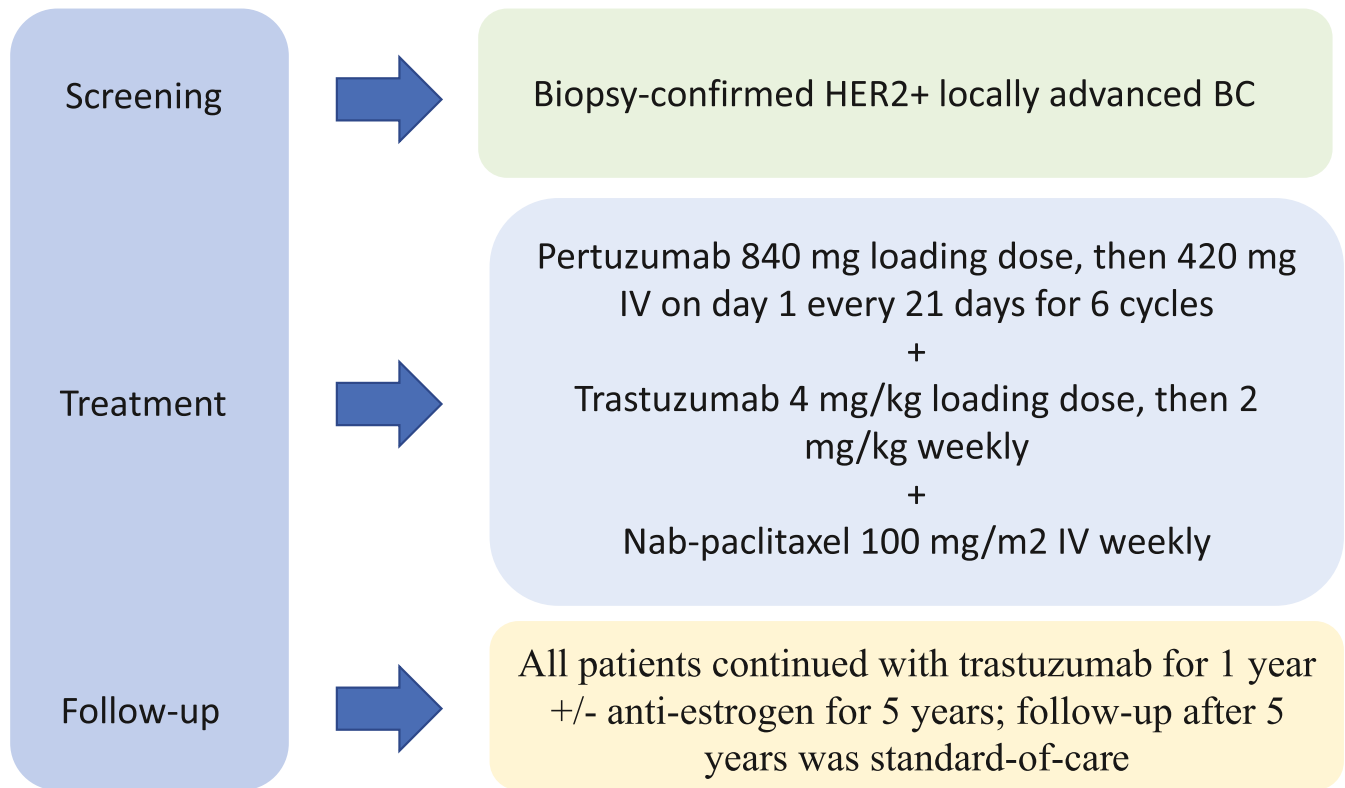 Screening
Biopsy-confirmed HER2+ locally advanced BC
Treatment
Pertuzumab 840 mg loading dose, then 420 mg
IV on day 1 every 21 days for 6 cycles
+
Trastuzumab 4 mg/kg loading dose, then 2
mg/kg weekly
+
Nab-paclitaxel 100 mg/m2 IV weekly
Follow-up
All patients continued with trastuzumab for 1 year
+/- anti-estrogen for 5 years; follow-up after 5
years was standard-of-care